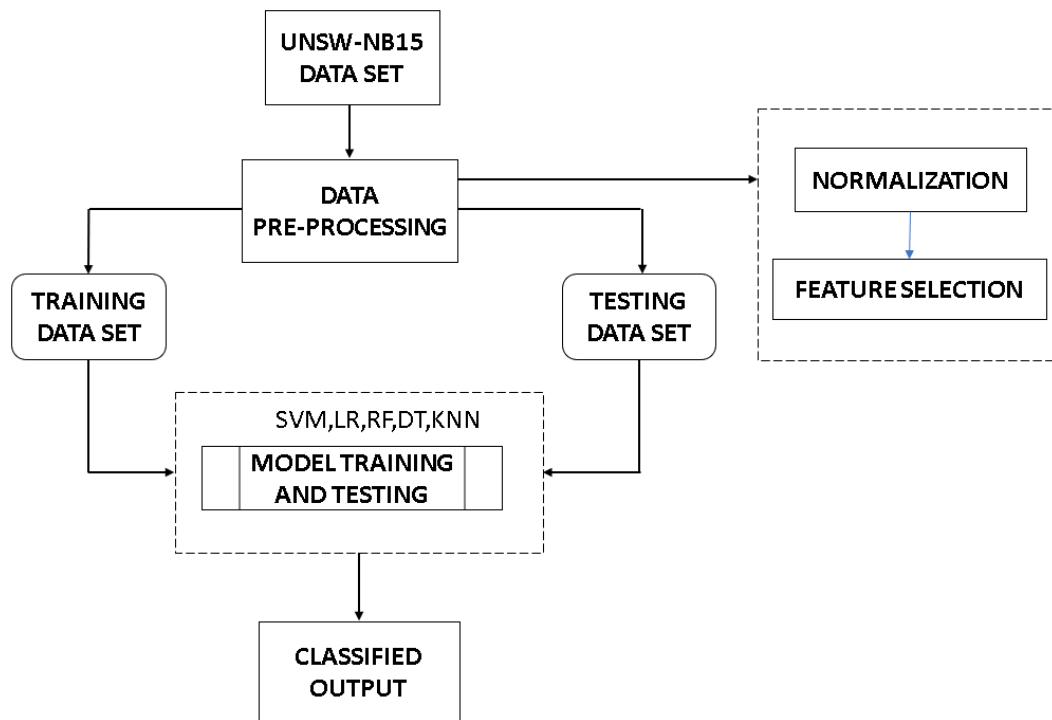 UNSW-NB15
DATA SET
DATA
PRE-PROCESSING
NORMALIZATION
FEATURE SELECTION
TRAINING
DATA SET
TESTING
DATA SET
SVM,LR,RF,DT,KNN
MODEL TRAINING
AND TESTING
CLASSIFIED
OUTPUT